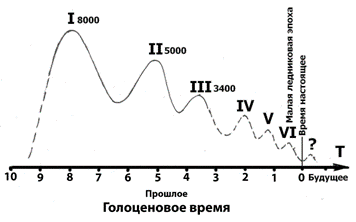 I 8000
II 5000
III 3400
IV
V
VI
Малая ледниковая эпоха
Время настоящее
?
T
10 9 8 7 6 5 4 3 2 1 0 Будущее
Прошлое
Голоценовое время